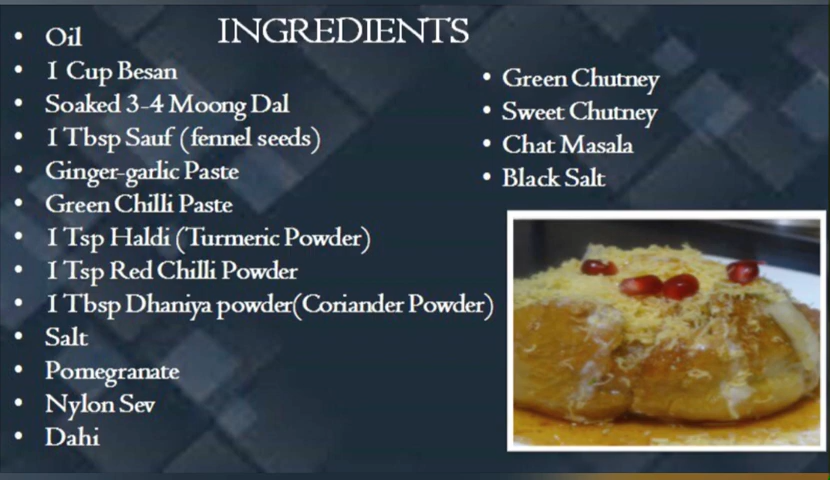 INGREDIENTS
• Oil
• 1 Cup Besan
• Soaked 3-4 Moong Dal
• 1 Tbsp Sauf (fennel seeds)
• Ginger-garlic Paste
• Green Chilli Paste
• 1 Tsp Haldi (Turmeric Powder)
• 1 Tsp Red Chilli Powder
• 1 Tbsp Dhaniya powder(Coriander Powder)
• Salt
• Pomegranate
• Nylon Sev
• Dahi
• Green Chutney
• Sweet Chutney
• Chat Masala
• Black Salt